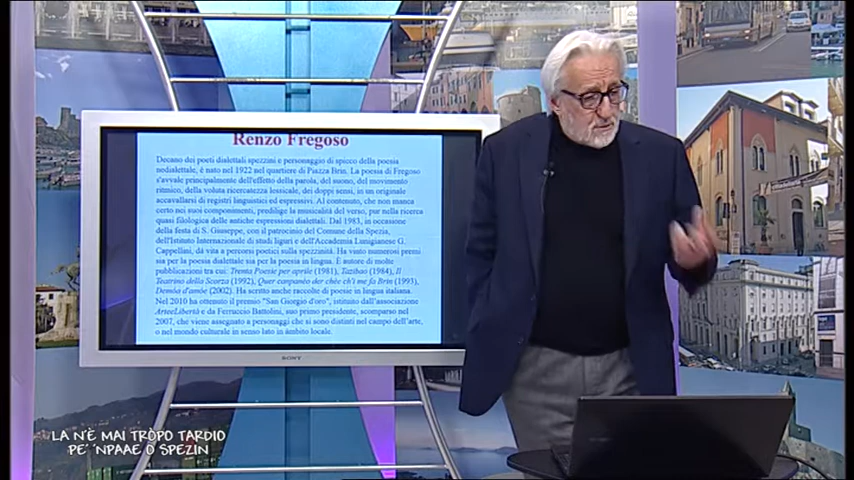 Renzo Fregoso
Decano dei poeti dialettali spezzini e personaggio di spicco della poesia
neodialettale, è nato nel 1922 nel quartiere di Piazza Brin. La poesia di Fregoso
s'avvale principalmente dell'effetto della parola, del suono, del movimento
ritmico, della voluta ricercatezza lessicale, dei doppi sensi, in un originale
accavallarsi di registri linguistici ed espressivi. Al contenuto, che non manca
certo nei suoi componimenti, predilige la musicalità del verso, pur nella ricerca
quasi filologica delle antiche espressioni dialettali. Dal 1983, in occasione
della festa di S. Giuseppe, con il patrocinio del Comune della Spezia,
dell'Istituto Internazionale di studi liguri e dell'Accademia Lunigianese G.
Cappellini, dà vita a percorsi poetici sulla spezzinità. Ha vinto numerosi premi
sia per la poesia dialettale sia per la poesia in lingua. È autore di molte
pubblicazioni tra cui: Trenta Poesie per aprile (1981), Tazibao (1984), Il
Teatrino della Scorza (1992), Quer canpano der chèo ch'i me fa Brin (1993),
Demóa d'amóe (2002). Ha scritto anche raccolte di poesie in lingua italiana.
Nel 2010 ha ottenuto il premio "San Giorgio d'oro", istituito dall'associazione
ArteeLibertà e da Ferruccio Battolini, suo primo presidente, scomparso nel
2007, che viene assegnato a personaggi che si sono distinti nel campo dell'arte,
o nel mondo culturale in senso lato in àmbito locale.
SONY
LA N'È MAI TRÒPO TARDIO
PE' 'NPAAE O SPEZIN